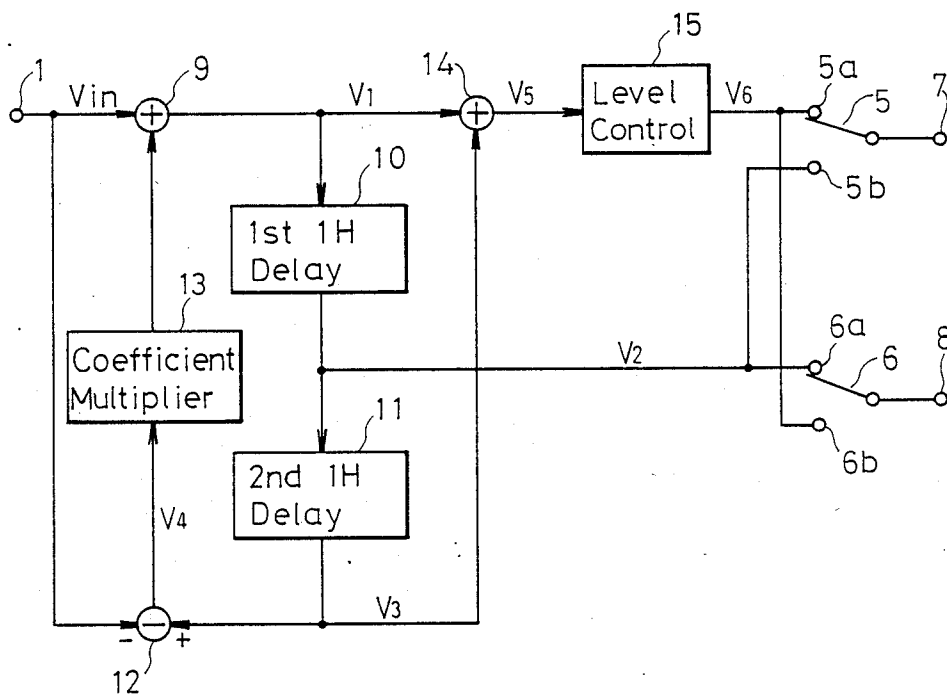 1
Vin
9
V1
14
V5
15
Level
Control
V6
5a
5
7
5b
10
1st 1H
Delay
13
Coefficient
Multiplier
V2
6a
6
8
6b
11
2nd 1H
Delay
V4
V3
+
+
-
-
+
12